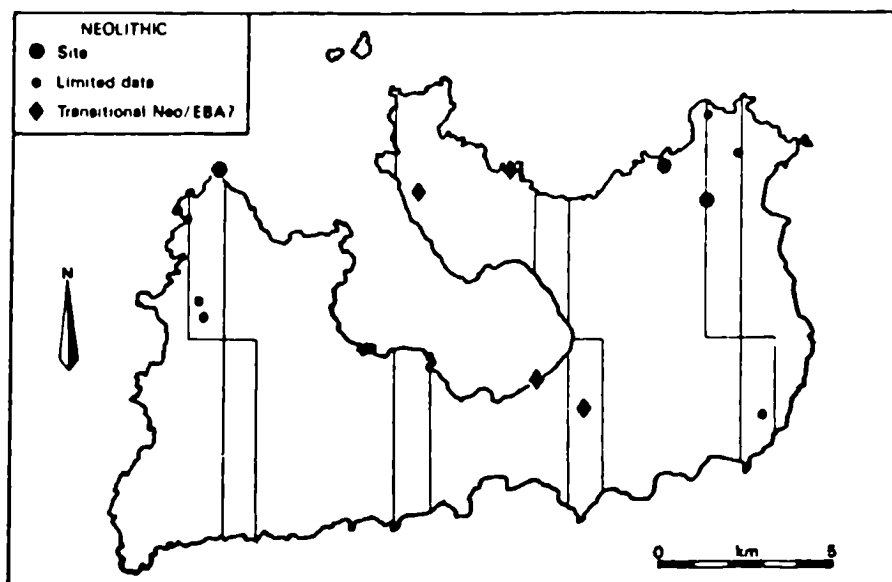 NEOLITHIC
Site
Limited data
Transitional Neo/EBA?
N
0 km 5